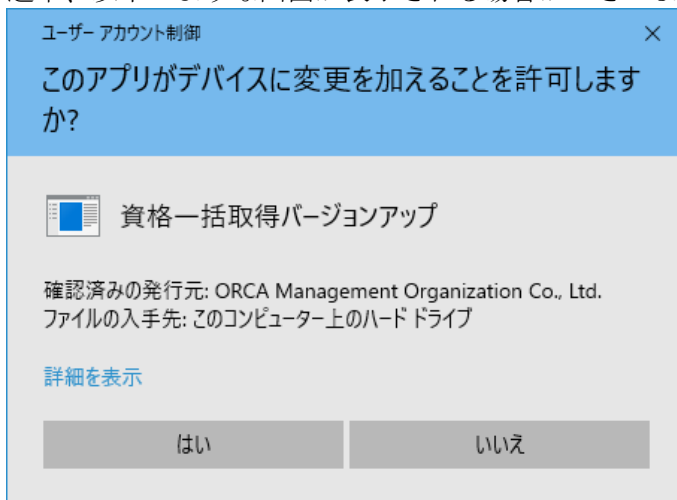 ユーザー アカウント制御
このアプリがデバイスに変更を加えることを許可します
か?
資格一括取得バージョンアップ
確認済みの発行元: ORCA Management Organization Co., Ltd.
ファイルの入手先: このコンピューター上のハード ドライブ
詳細を表示
はい
いいえ